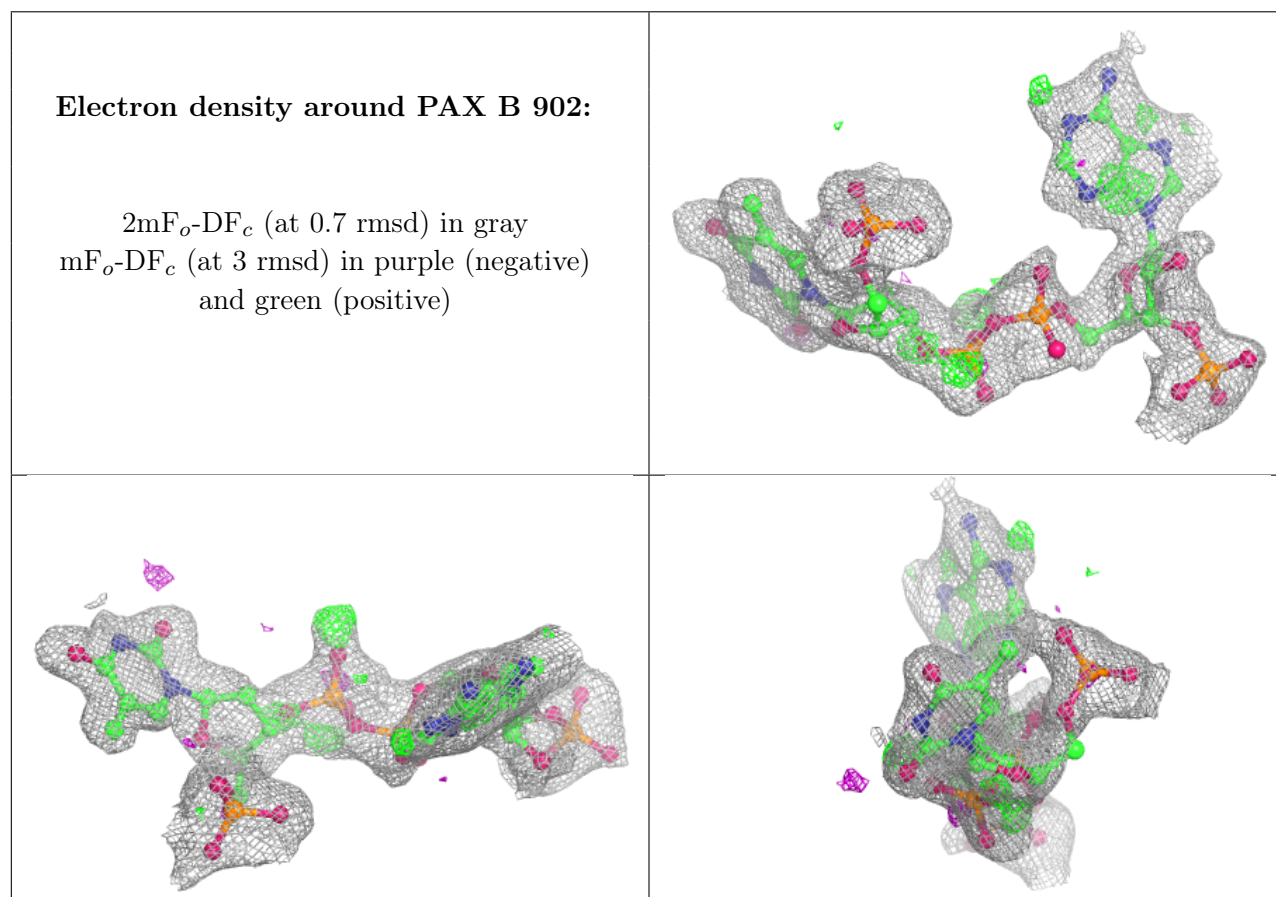 Electron density around PAX B 902:
2mFₒ-DF𝒸 (at 0.7 rmsd) in gray
mFₒ-DF𝒸 (at 3 rmsd) in purple (negative)
and green (positive)